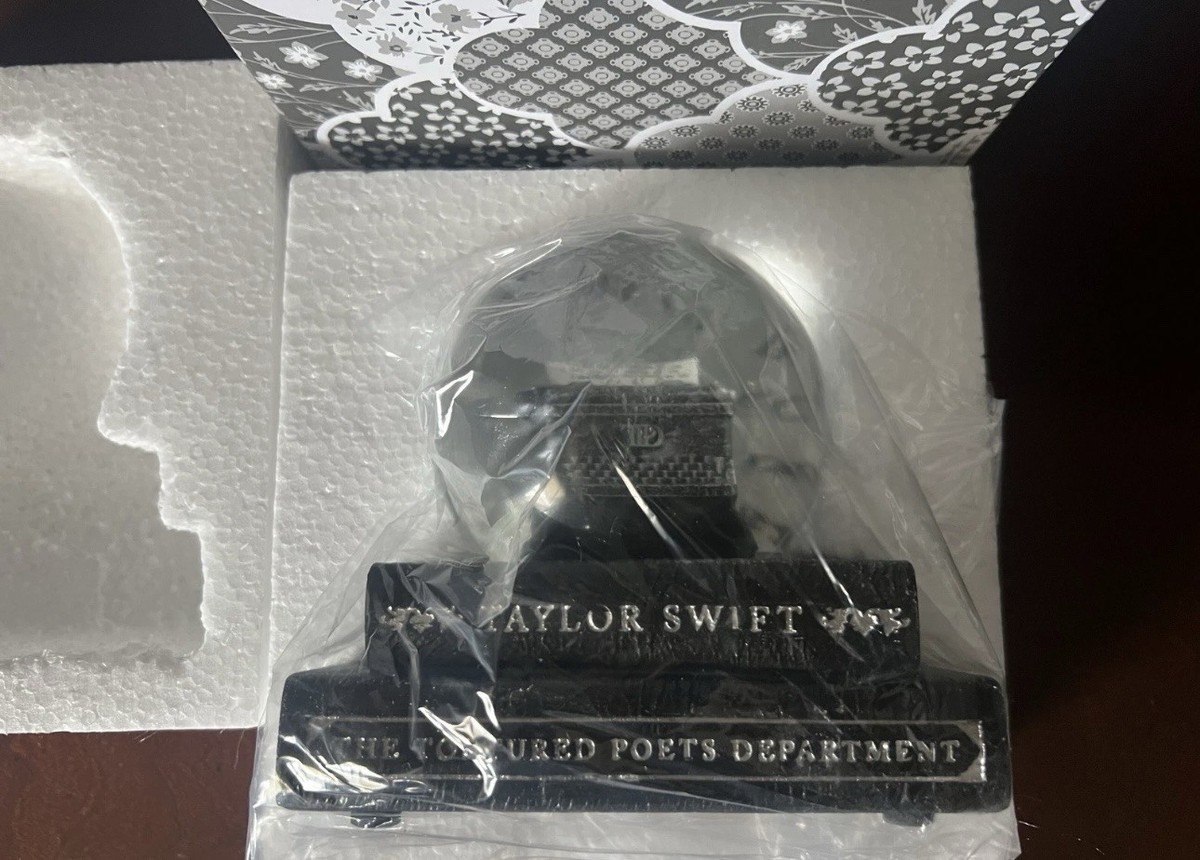 TAYLOR SWIFT
THE TORTURED POETS DEPARTMENT